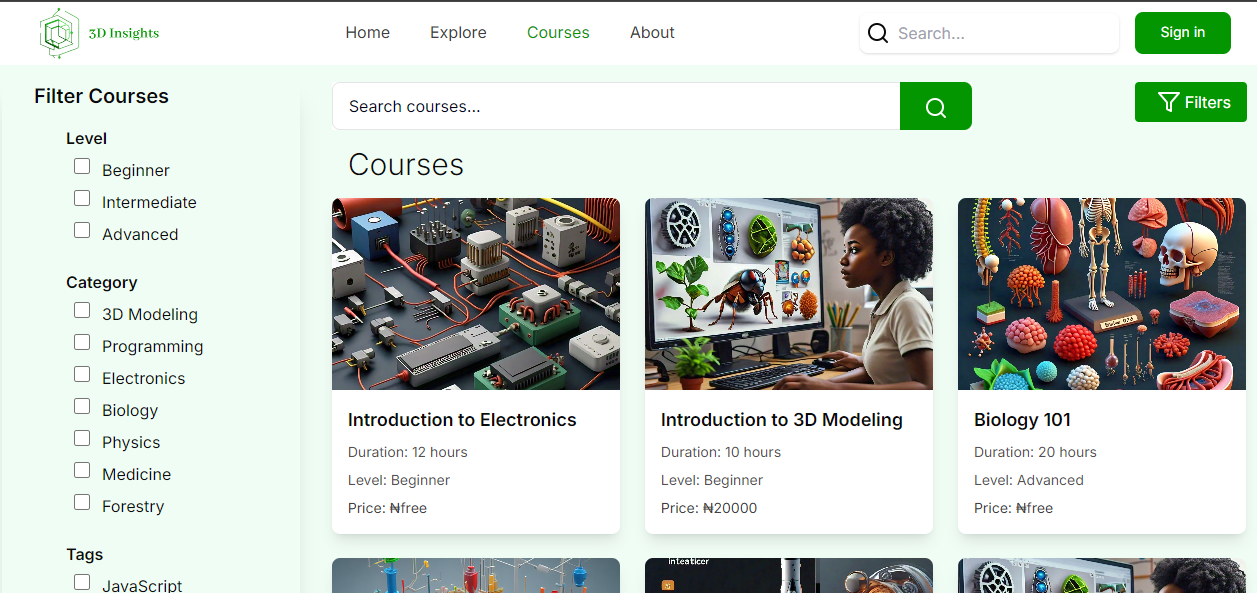 3D Insights
Home
Explore
Courses
About
Search...
Sign in
Filter Courses
Level
Beginner
Intermediate
Advanced
Category
3D Modeling
Programming
Electronics
Biology
Physics
Medicine
Forestry
Tags
JavaScript
Search courses...
Filters
Courses
Introduction to Electronics
Duration: 12 hours
Level: Beginner
Price: ₦free
Introduction to 3D Modeling
Duration: 10 hours
Level: Beginner
Price: ₦20000
Biology 101
Duration: 20 hours
Level: Advanced
Price: ₦free